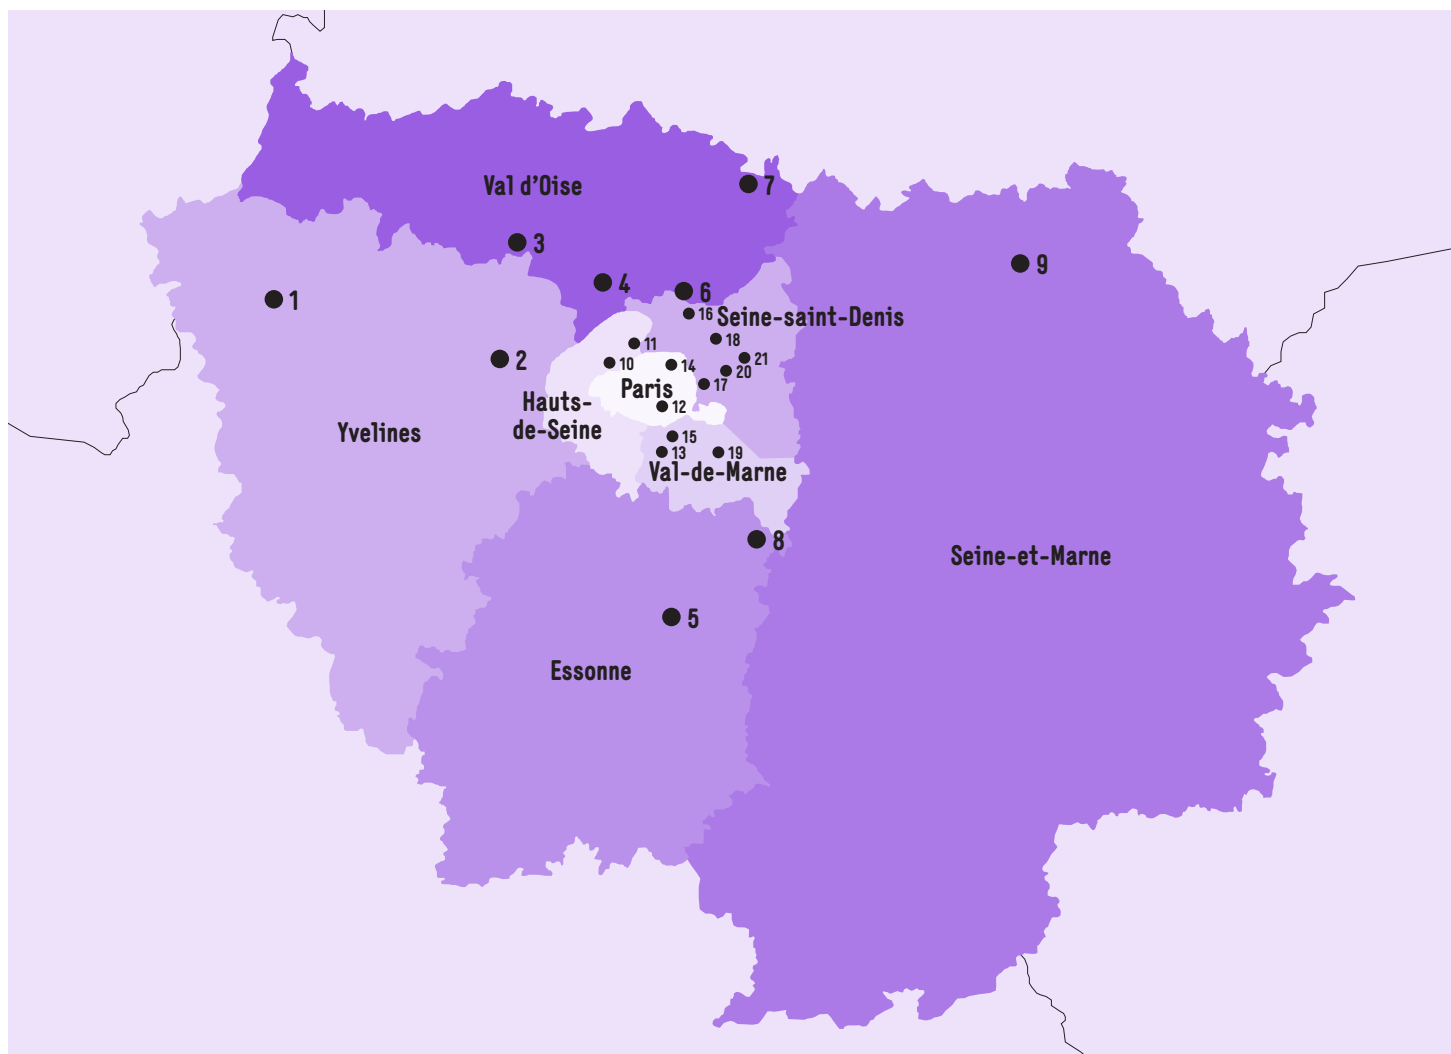 Val d'Oise
7
3
9
4
6
1
16
Seine-saint-Denis
18
11
2
21
10
14
20
17
Paris
Hauts-
de-Seine
12
Yvelines
15
13
19
Val-de-Marne
8
Seine-et-Marne
5
Essonne